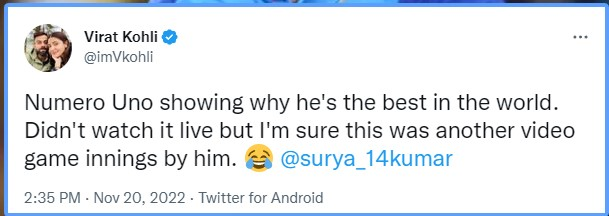 Virat Kohli
@imVkohli
Numero Uno showing why he's the best in the world.
Didn't watch it live but I'm sure this was another video
game innings by him. 😂 @surya_14kumar
2:35 PM · Nov 20, 2022 · Twitter for Android